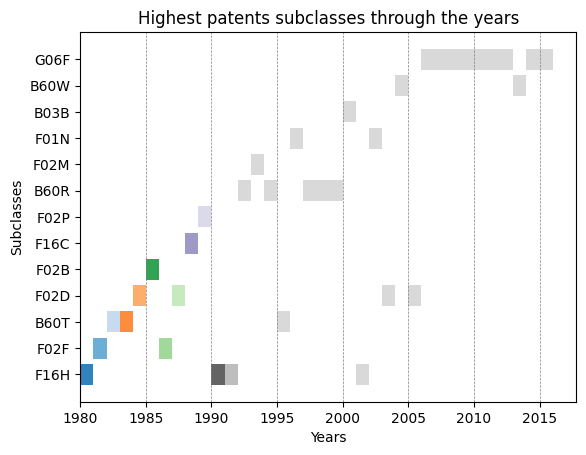 Highest patents subclasses through the years
G06F
B60W
B03B
F01N
F02M
B60R
F02P
F16C
F02B
F02D
B60T
F02F
F16H
Subclasses
1980 1985 1990 1995 2000 2005 2010 2015
Years